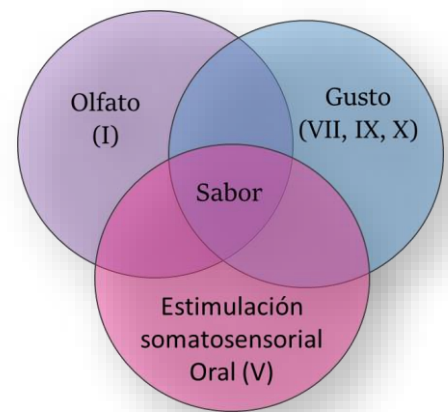 Olfato
(I)
Gusto
(VII, IX, X)
Sabor
Estimulación
somatosensorial
Oral (V)